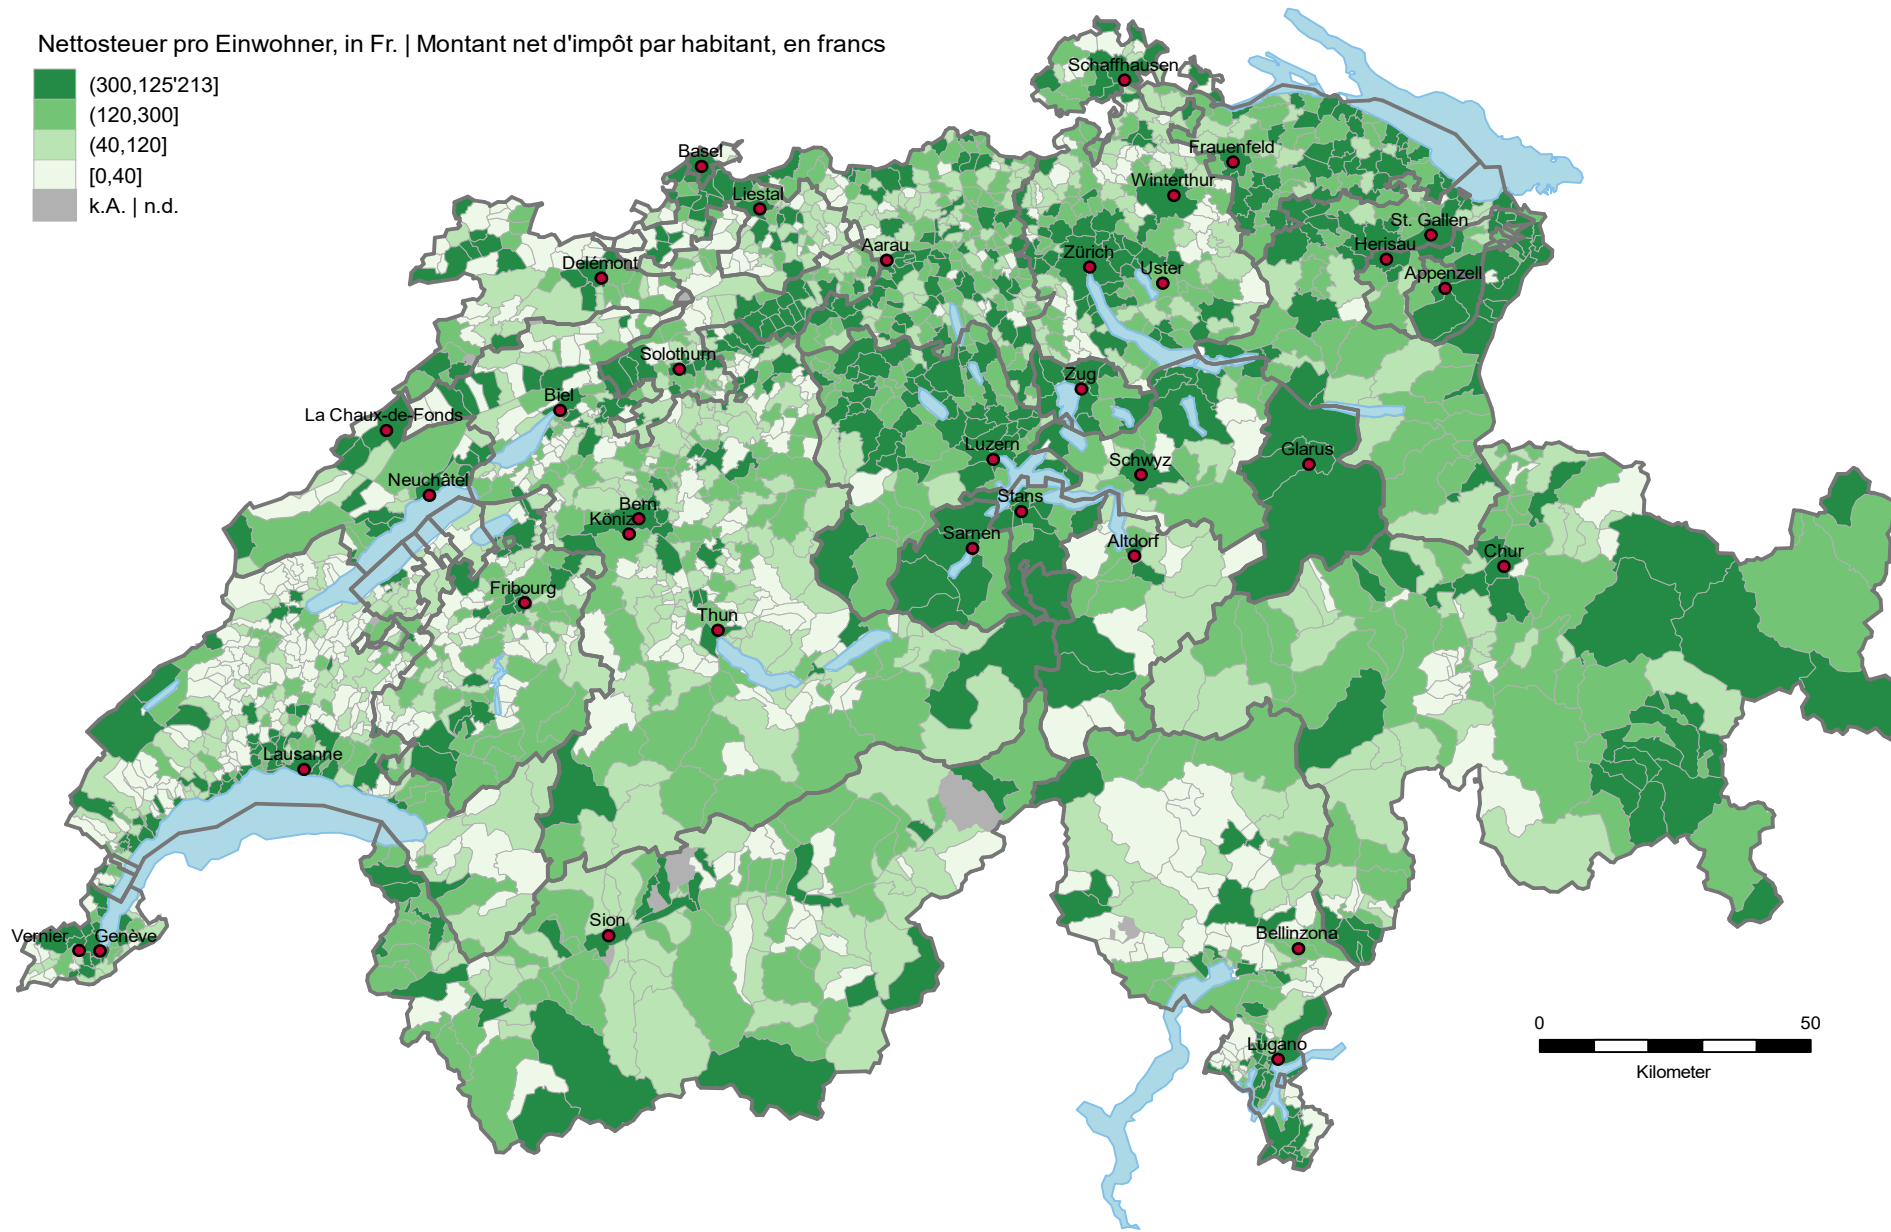 Nettosteuer pro Einwohner, in Fr. | Montant net d'impôt par habitant, en francs
(300,125'213]
(120,300]
(40,120]
[0,40]
k.A. | n.d.
Schaffhausen
Basel
Frauenfeld
Liestal
Winterthur
St. Gallen
Aarau
Zürich
Herisau
Delémont
Uster
Appenzell
Solothurn
Zug
Biel
La Chaux-de-Fonds
Luzern
Glarus
Schwyz
Neuchâtel
Stans
Bern
Köniz
Sarnen
Altdorf
Chur
Fribourg
Thun
Lausanne
Sion
Vernier
Genève
Bellinzona
Lugano
0 50
Kilometer